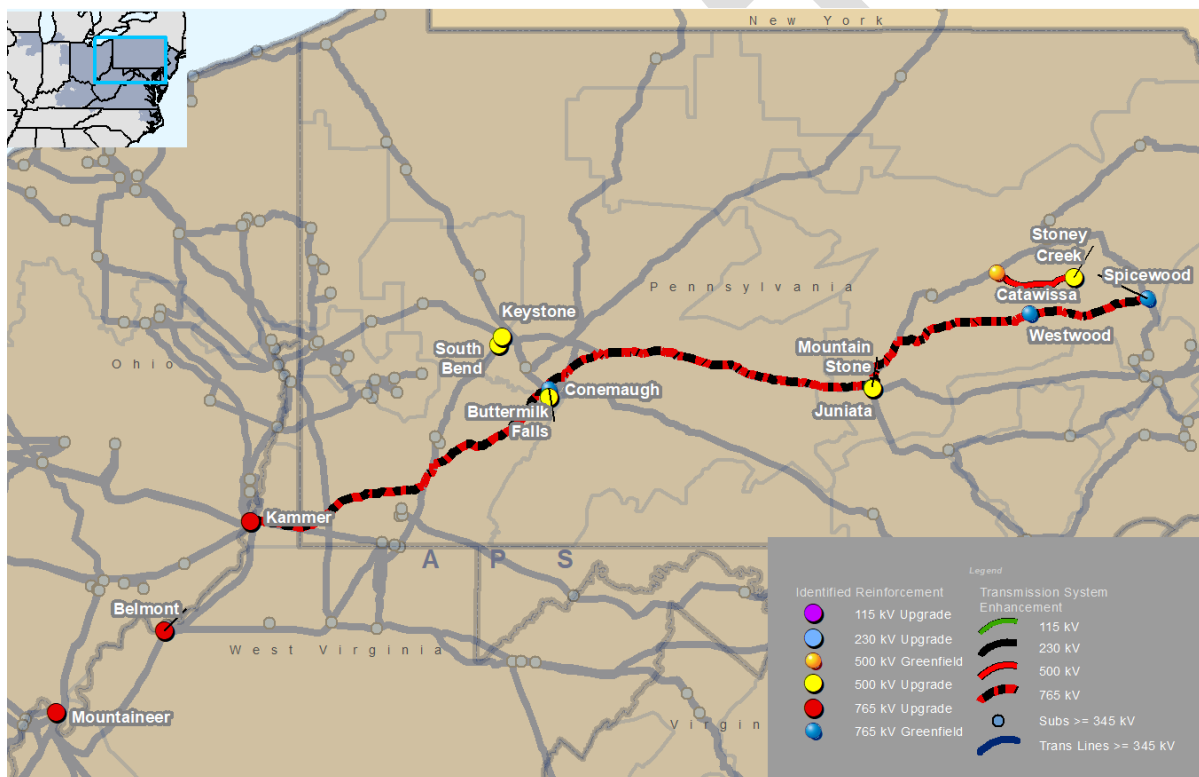 New York
Stoney
Creek
Spicewood
Catawissa
Pennsylvania
Westwood
Keystone
Mountain
Stone
South
Bend
Ohio
Conemaugh
Buttermilk
Falls
Juniata
Kammer
A P S
Belmont
West Virginia
Mountaineer
Virgin
Legend
Identified Reinforcement
115 kV Upgrade
230 kV Upgrade
500 kV Greenfield
500 kV Upgrade
765 kV Upgrade
765 kV Greenfield
Transmission System
Enhancement
115 kV
230 kV
500 kV
765 kV
Subs >= 345 kV
Trans Lines >= 345 kV